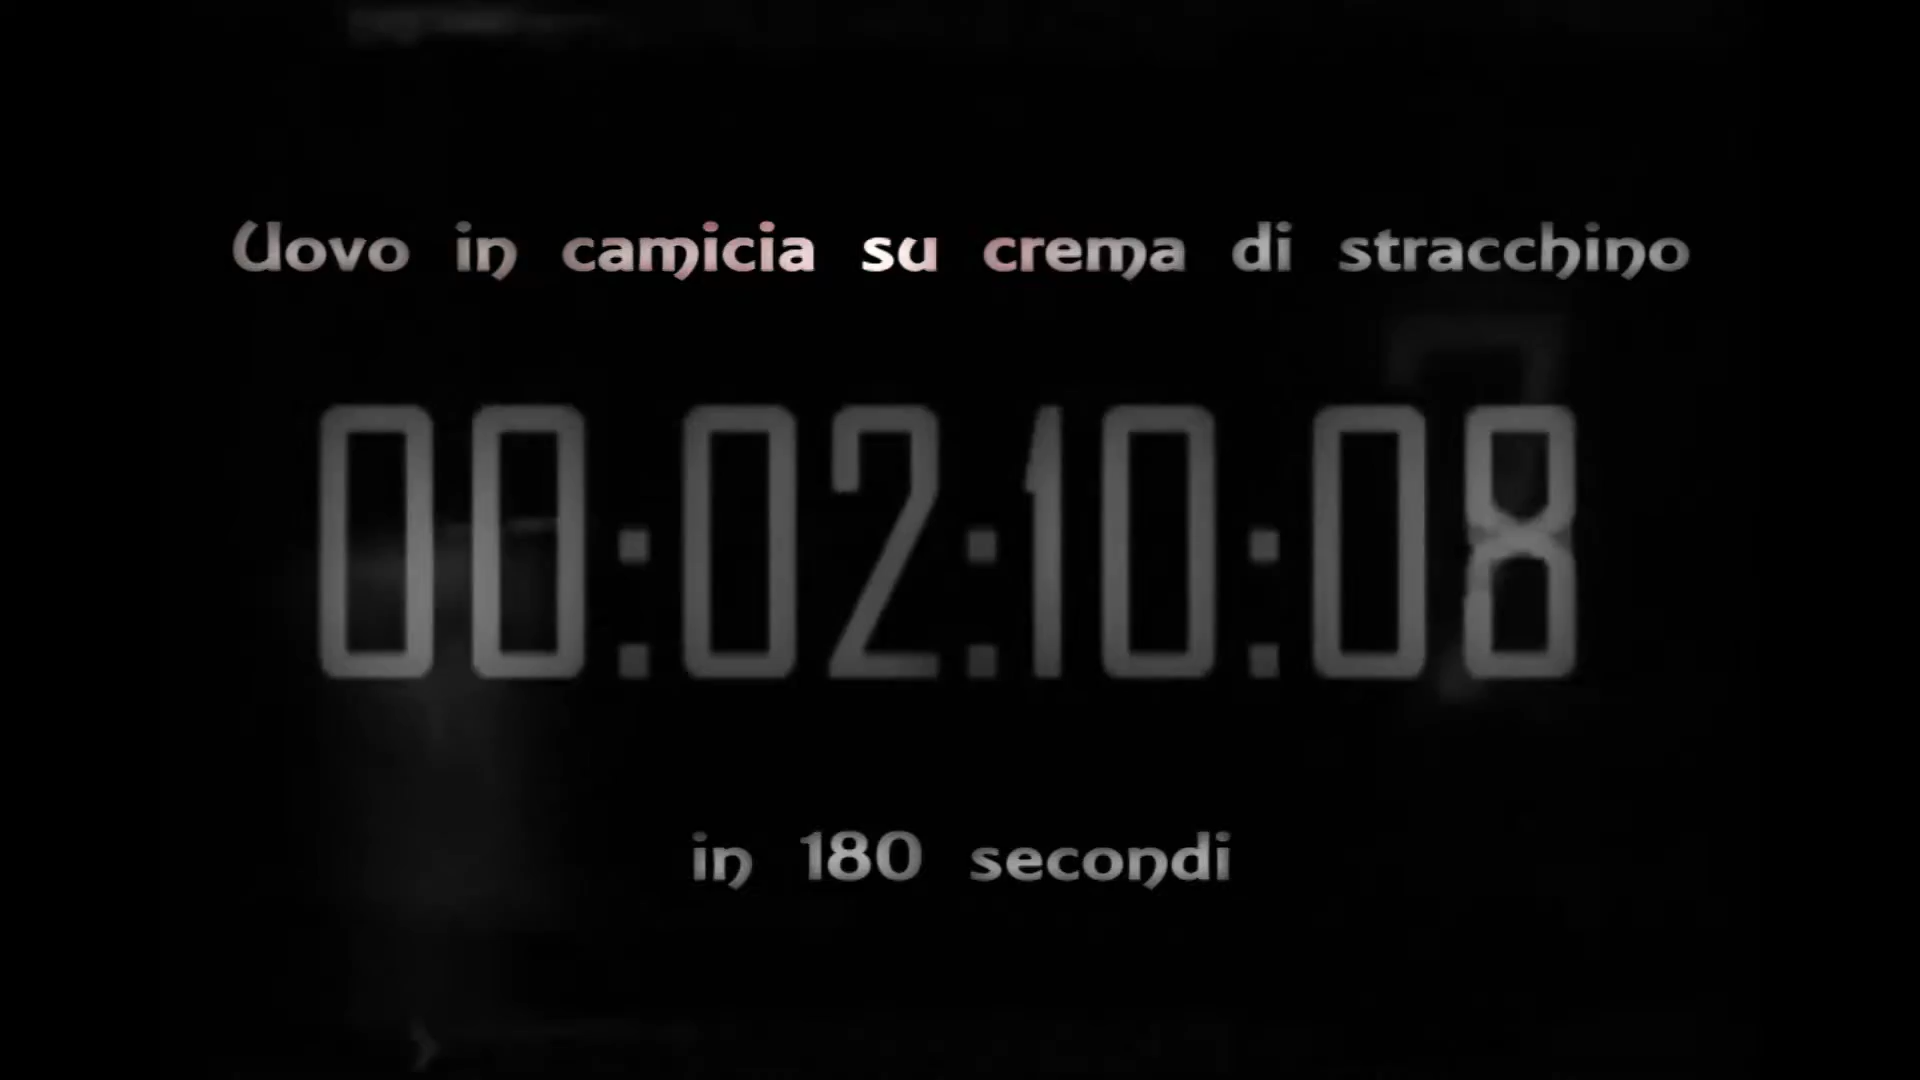 Uovo in camicia su crema di stracchino
00:02:10:08
in 180 secondi